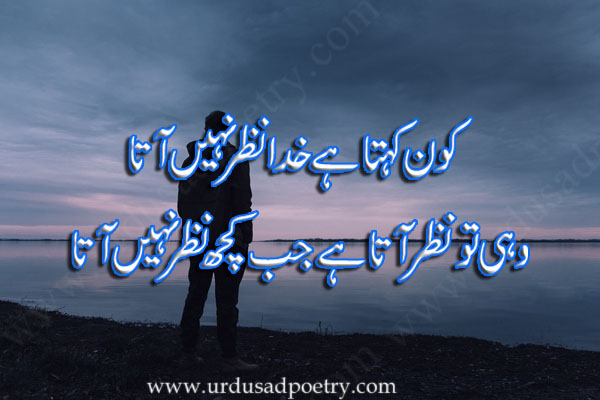 کون کہتا ہے خدا نظر نہیں آتا
وہی تو نظر آتا ہے جب کچھ نظر نہیں آتا
www.urdusadpoetry.com